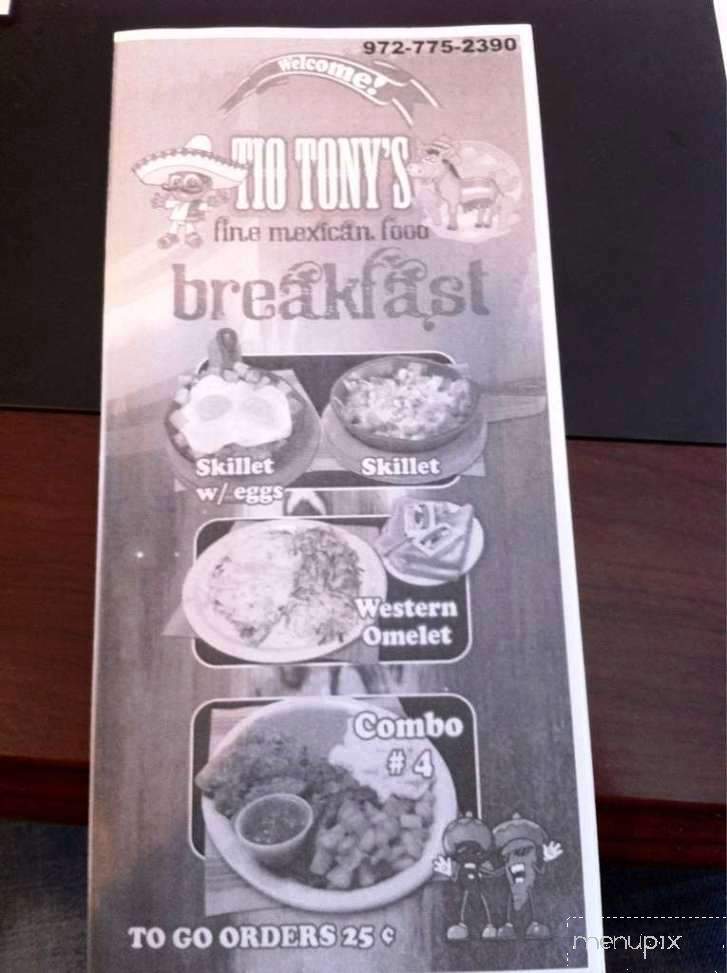 972-775-2390
Welcome!
TIO TONY'S
fine mexican food
breakfast
Skillet
w/ eggs
Skillet
Western
Omelet
Combo
# 4
TO GO ORDERS 25 ¢
menupix